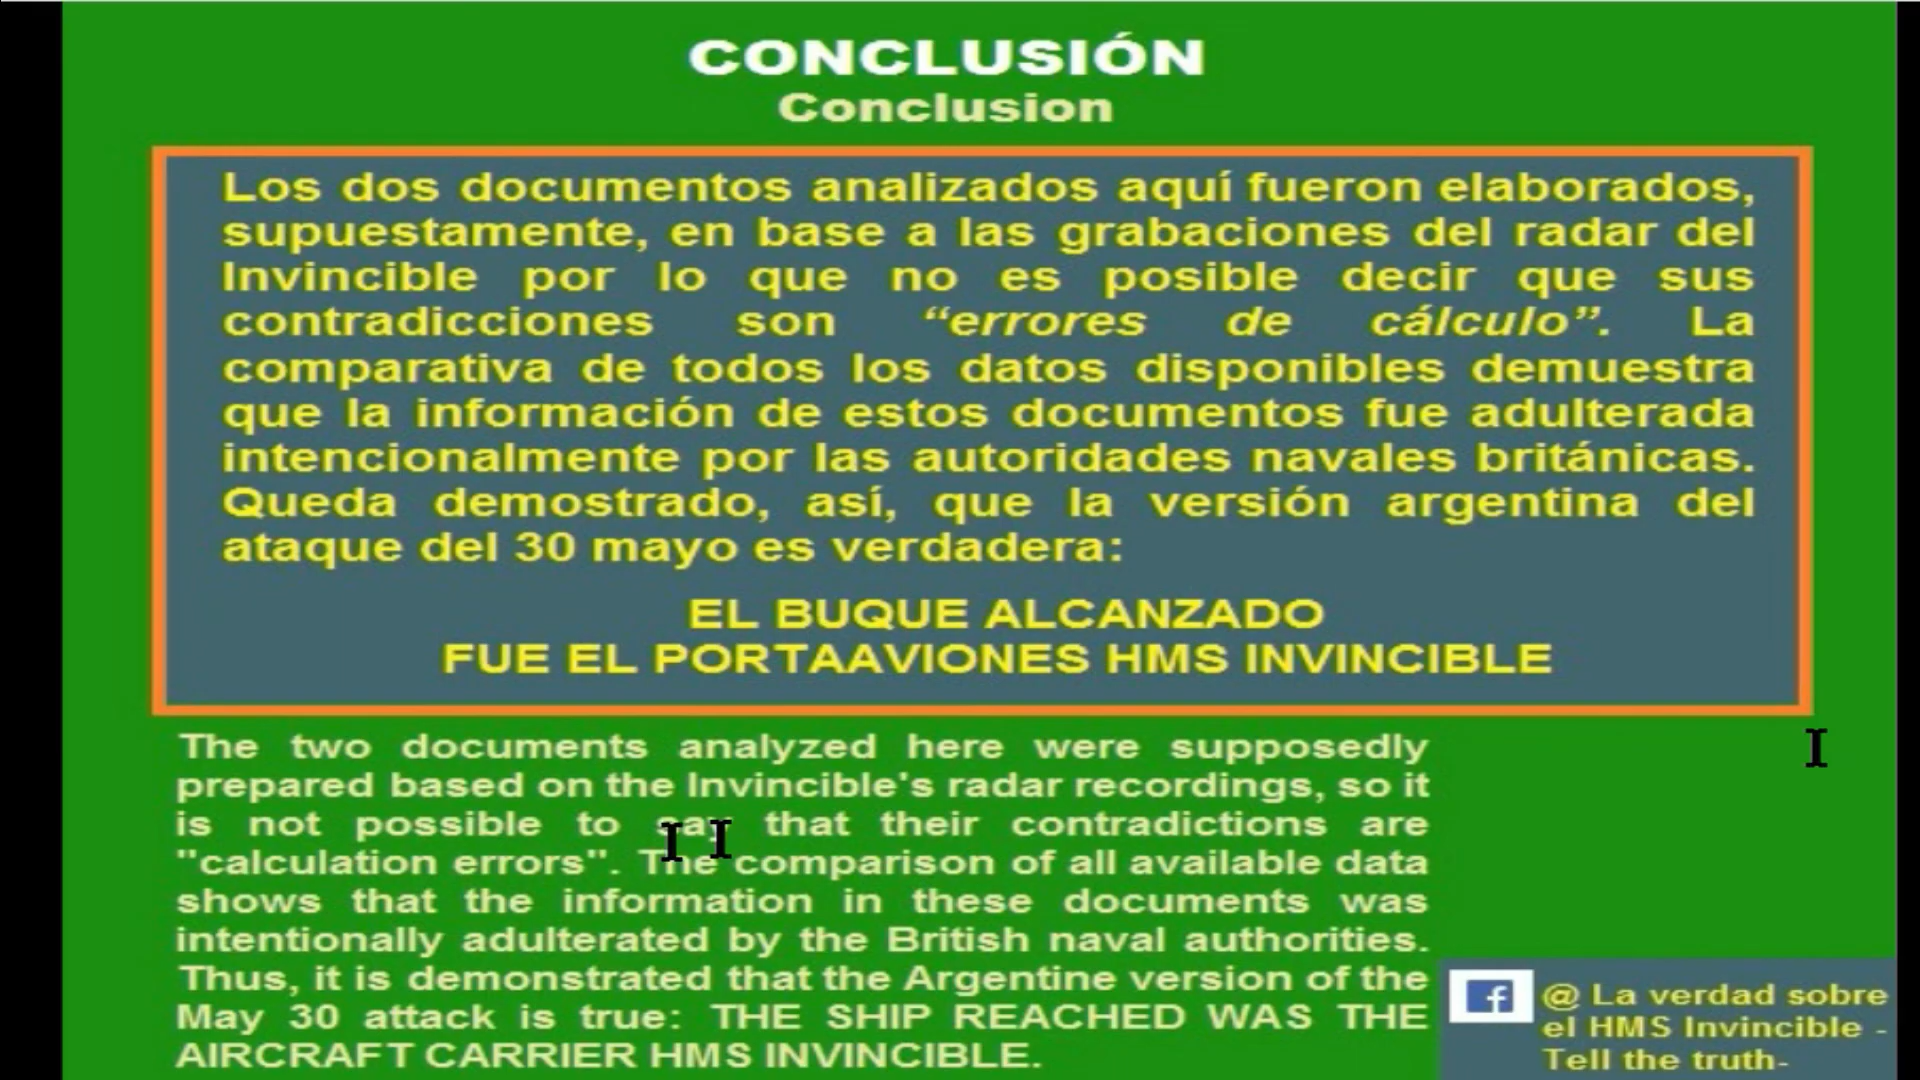 CONCLUSIÓN
Conclusion
Los dos documentos analizados aquí fueron elaborados,
supuestamente, en base a las grabaciones del radar del
Invincible por lo que no es posible decir que sus
contradicciones son “errores de cálculo”. La
comparativa de todos los datos disponibles demuestra
que la información de estos documentos fue adulterada
intencionalmente por las autoridades navales británicas.
Queda demostrado, así, que la versión argentina del
ataque del 30 mayo es verdadera:
EL BUQUE ALCANZADO
FUE EL PORTAAVIONES HMS INVINCIBLE
The two documents analyzed here were supposedly
prepared based on the Invincible's radar recordings, so it
is not possible to say that their contradictions are
"calculation errors". The comparison of all available data
shows that the information in these documents was
intentionally adulterated by the British naval authorities.
Thus, it is demonstrated that the Argentine version of the
May 30 attack is true: THE SHIP REACHED WAS THE
AIRCRAFT CARRIER HMS INVINCIBLE.
f @ La verdad sobre
el HMS Invincible -
Tell the truth-